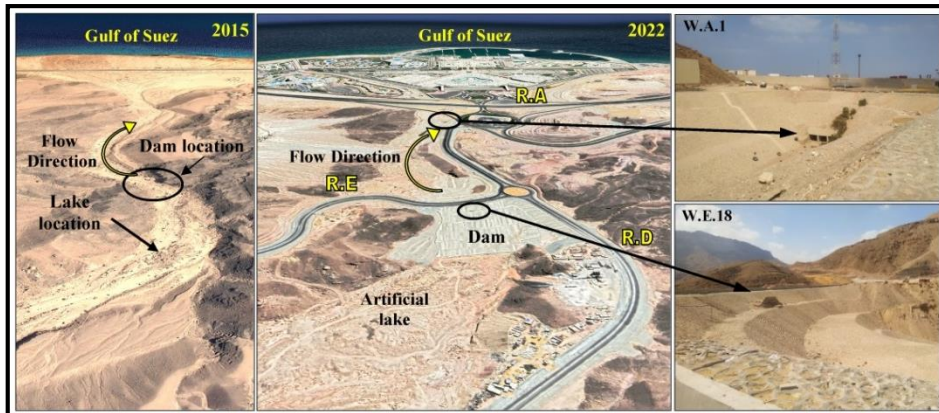 Gulf of Suez
2015
Flow
Direction
Dam location
Lake
location
Gulf of Suez
2022
R.A
Flow Direction
R.E
Dam
R.D
Artificial
lake
W.A.1
W.E.18